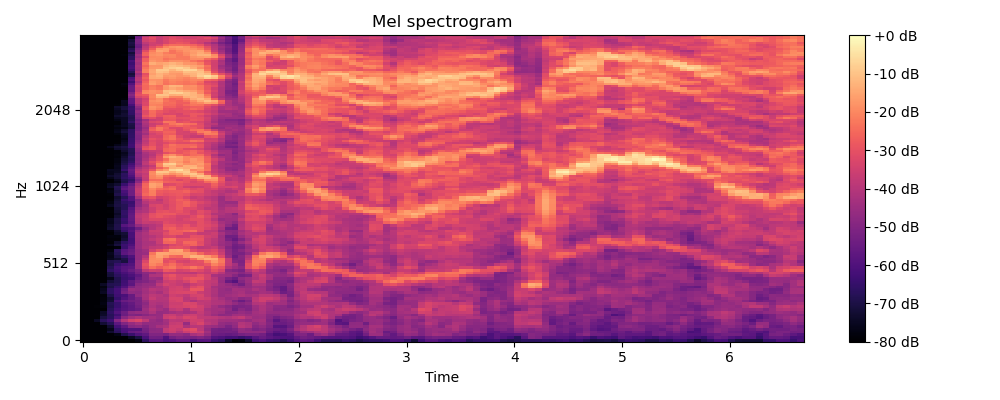 Mel spectrogram
Hz
2048
1024
512
0
0 1 2 3 4 5 6
Time
+0 dB
-10 dB
-20 dB
-30 dB
-40 dB
-50 dB
-60 dB
-70 dB
-80 dB